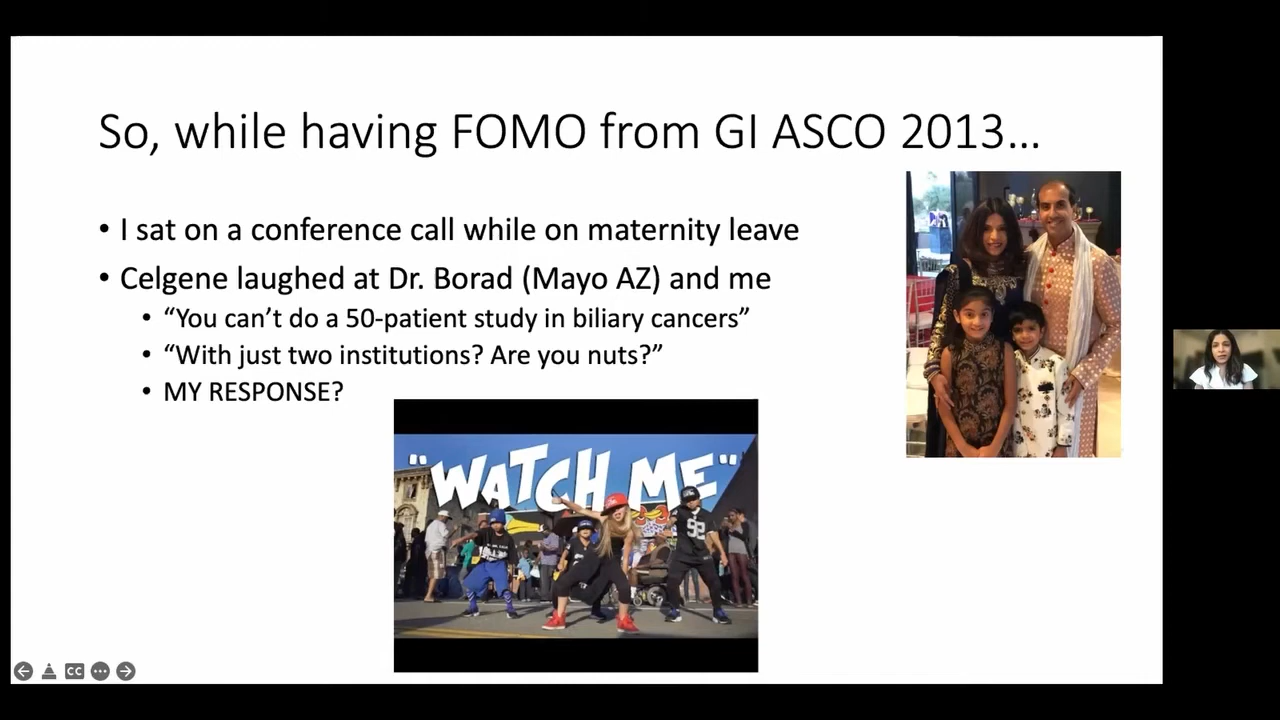 So, while having FOMO from GI ASCO 2013…
• I sat on a conference call while on maternity leave
• Celgene laughed at Dr. Borad (Mayo AZ) and me
• “You can’t do a 50-patient study in biliary cancers”
• “With just two institutions? Are you nuts?”
• MY RESPONSE?
“WATCH ME”
99
CC